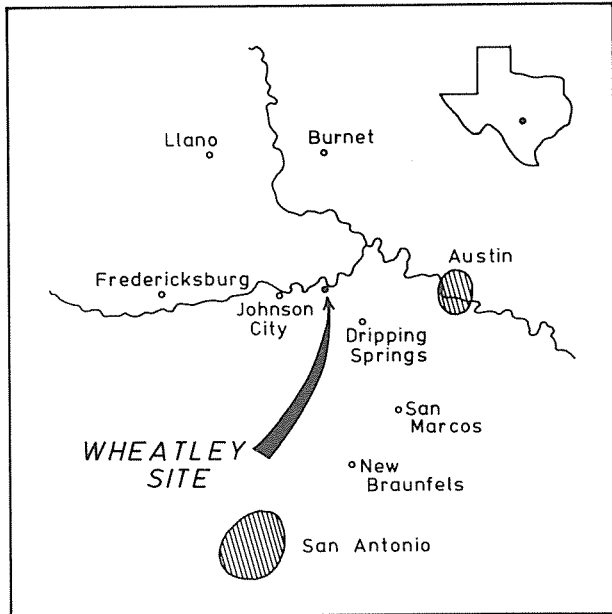 Llano
Burnet
Austin
Fredericksburg
Johnson
City
Dripping
Springs
San
Marcos
WHEATLEY
SITE
New
Braunfels
San Antonio